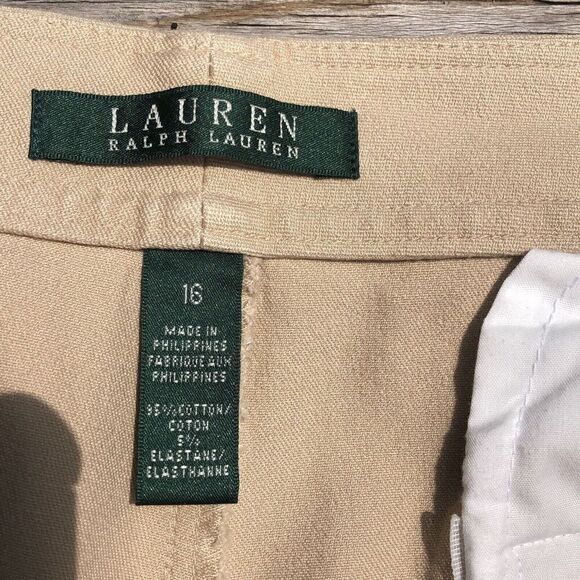 LAUREN
RALPH LAUREN
16
MADE IN
PHILIPPINES
FABRIQUE AUX
PHILIPPINES
95% COTTON/
COTON
5%
ELASTANE/
ELASTHANNE